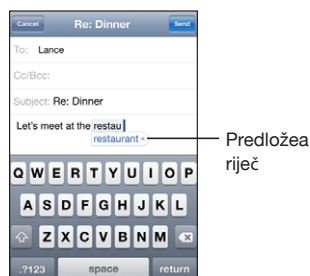 Cancel Re: Dinner Send
To: Lance
Cc/Bcc:
Subject: Re: Dinner
Let's meet at the restau
restaurant ×
Predložea
riječ
Q W E R T Y U I O P
A S D F G H J K L
Z X C V B N M
.?123 space return